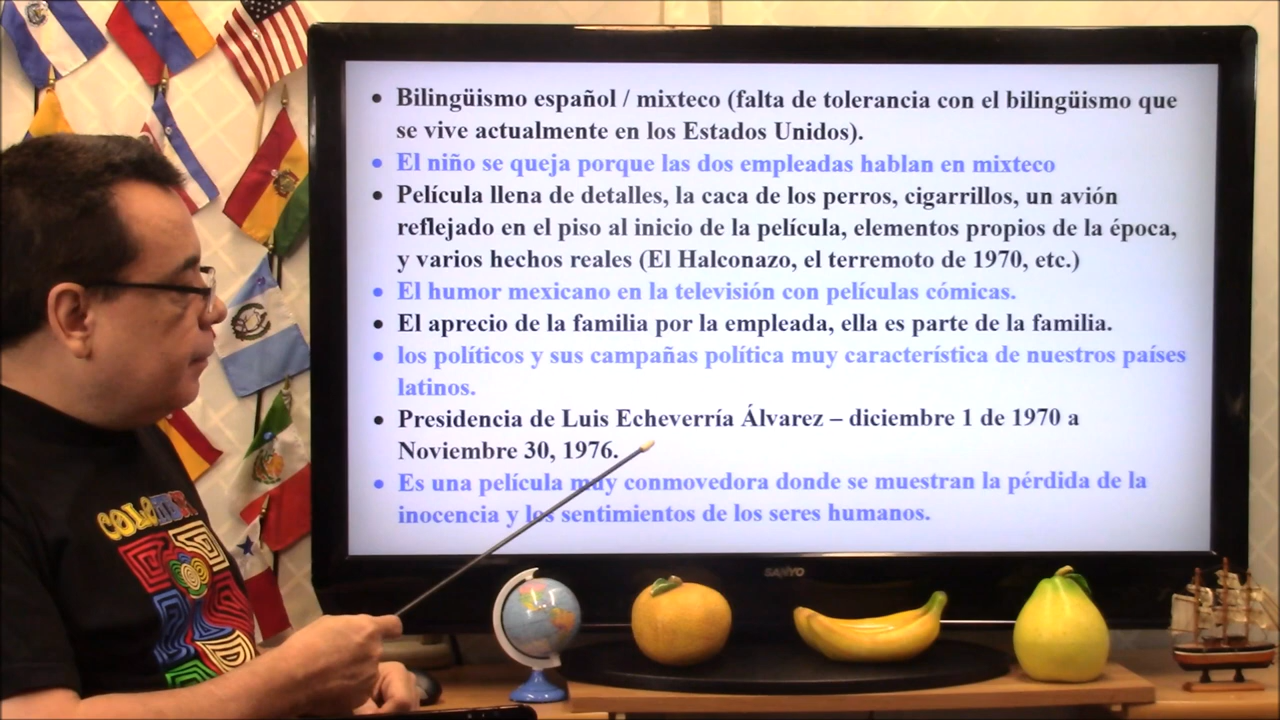 Bilingüismo español / mixteco (falta de tolerancia con el bilingüismo que
se vive actualmente en los Estados Unidos).
El niño se queja porque las dos empleadas hablan en mixteco
Película llena de detalles, la caca de los perros, cigarrillos, un avión
reflejado en el piso al inicio de la película, elementos propios de la época,
y varios hechos reales (El Halconazo, el terremoto de 1970, etc.)
El humor mexicano en la televisión con películas cómicas.
El aprecio de la familia por la empleada, ella es parte de la familia.
los políticos y sus campañas política muy característica de nuestros países
latinos.
Presidencia de Luis Echeverría Álvarez – diciembre 1 de 1970 a
Noviembre 30, 1976.
Es una película muy conmovedora donde se muestran la pérdida de la
inocencia y los sentimientos de los seres humanos.
SANYO
COLOMBIA